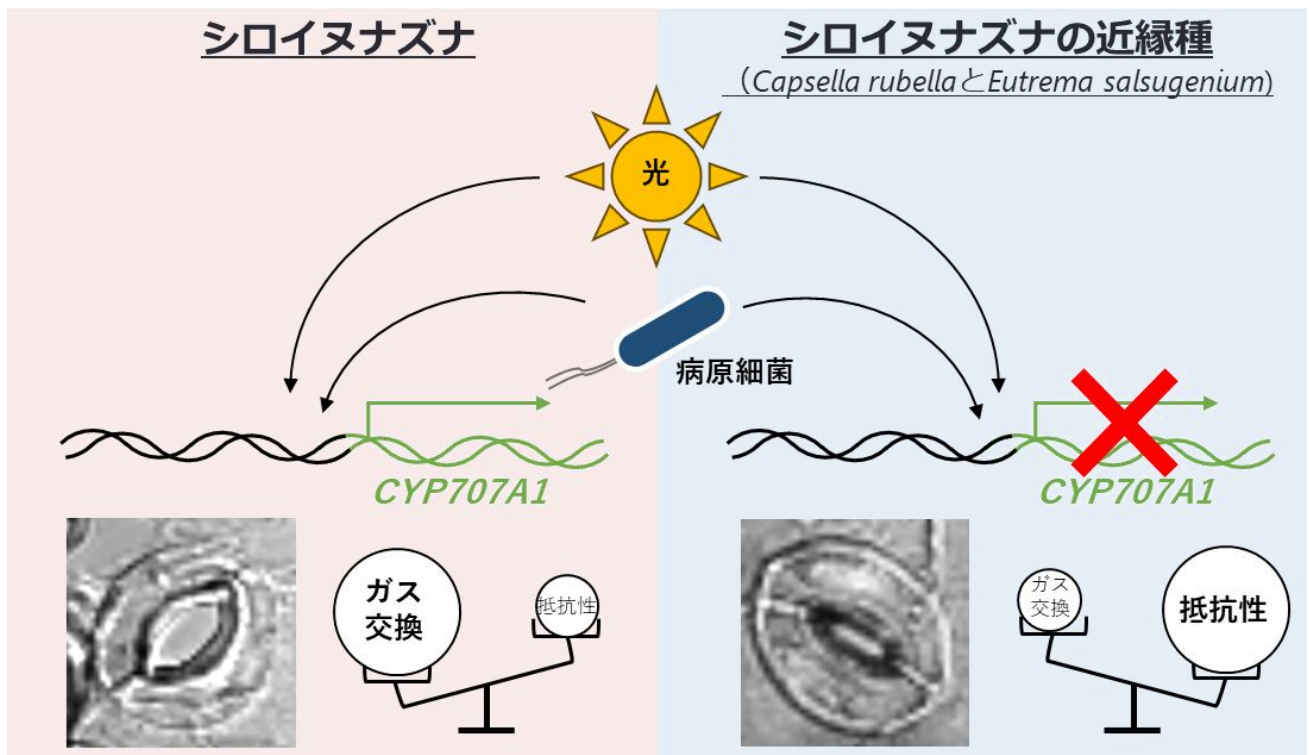 シロイヌナズナ
シロイヌナズナの近縁種
（Capsella rubellaとEutrema salsugenium)
光
病原細菌
CYP707A1
CYP707A1
ガス
交換
抵抗性
ガス
交換
抵抗性